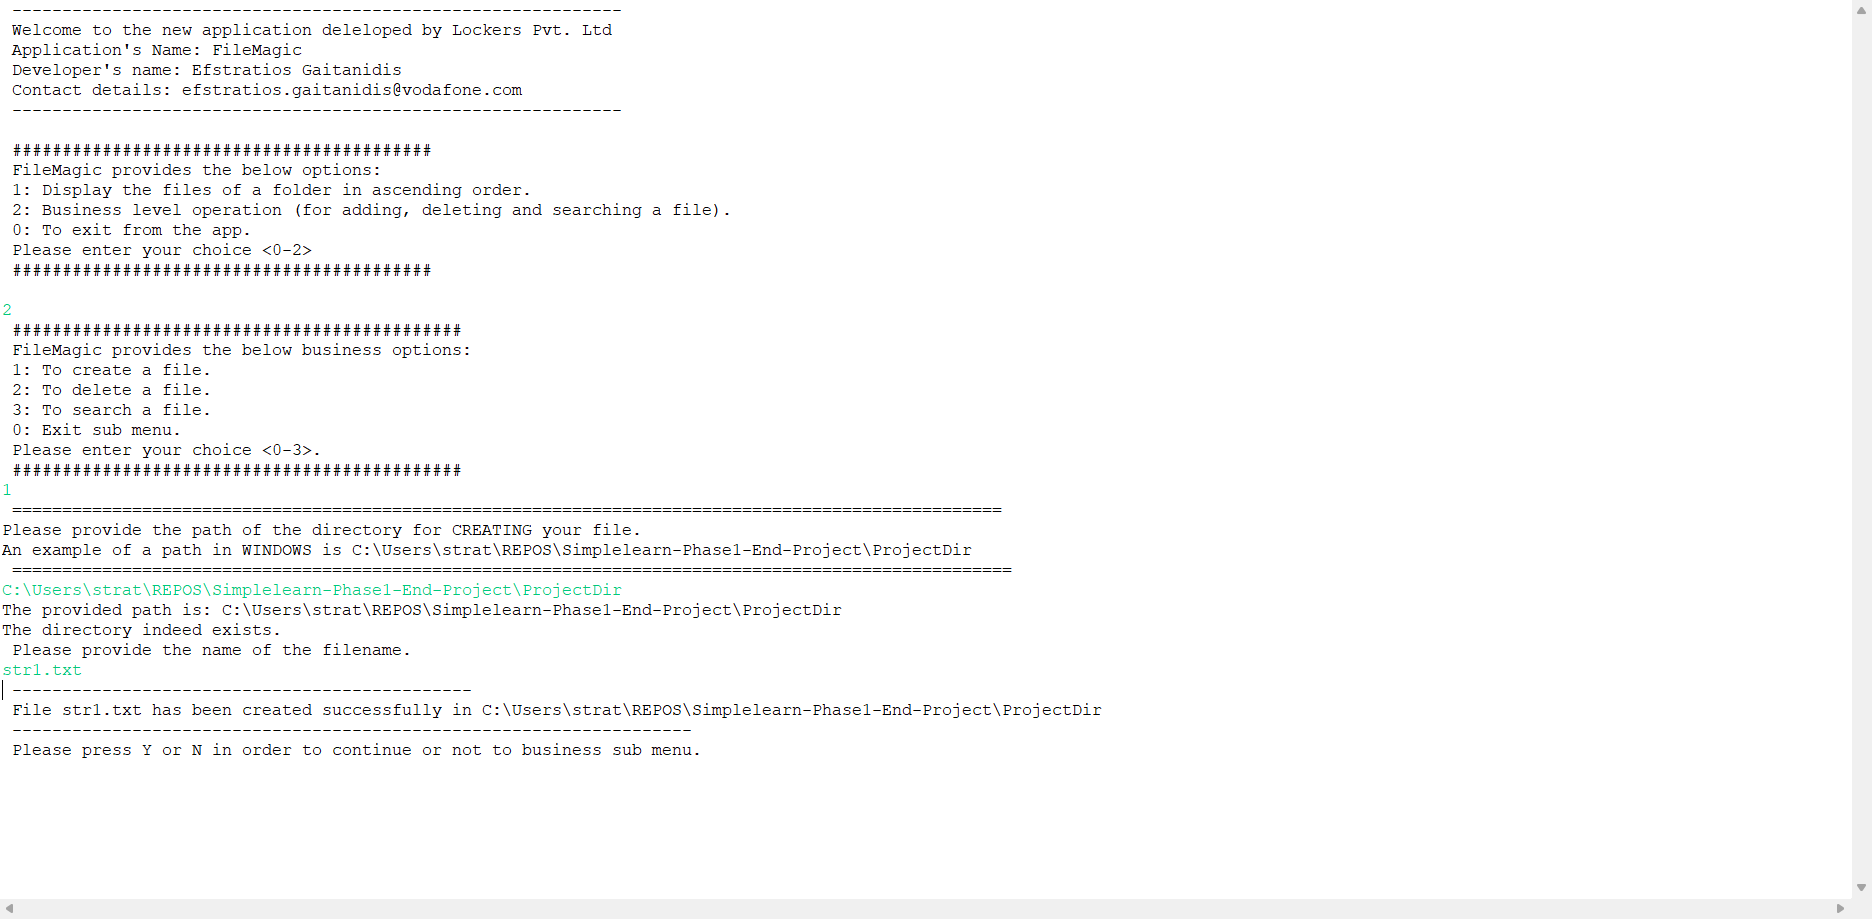 -------------------------------------------------------------
Welcome to the new application deleloped by Lockers Pvt. Ltd
Application's Name: FileMagic
Developer's name: Efstratios Gaitanidis
Contact details: efstratios.gaitanidis@vodafone.com
-------------------------------------------------------------
##########################################
FileMagic provides the below options:
1: Display the files of a folder in ascending order.
2: Business level operation (for adding, deleting and searching a file).
0: To exit from the app.
Please enter your choice <0-2>
##########################################
2
#############################################
FileMagic provides the below business options:
1: To create a file.
2: To delete a file.
3: To search a file.
0: Exit sub menu.
Please enter your choice <0-3>.
#############################################
1
===================================================================================================
Please provide the path of the directory for CREATING your file.
An example of a path in WINDOWS is C:\Users\strat\REPOS\Simplelearn-Phase1-End-Project\ProjectDir
====================================================================================================
C:\Users\strat\REPOS\Simplelearn-Phase1-End-Project\ProjectDir
The provided path is: C:\Users\strat\REPOS\Simplelearn-Phase1-End-Project\ProjectDir
The directory indeed exists.
Please provide the name of the filename.
str1.txt
----------------------------------------------
File str1.txt has been created successfully in C:\Users\strat\REPOS\Simplelearn-Phase1-End-Project\ProjectDir
--------------------------------------------------------------------
Please press Y or N in order to continue or not to business sub menu.